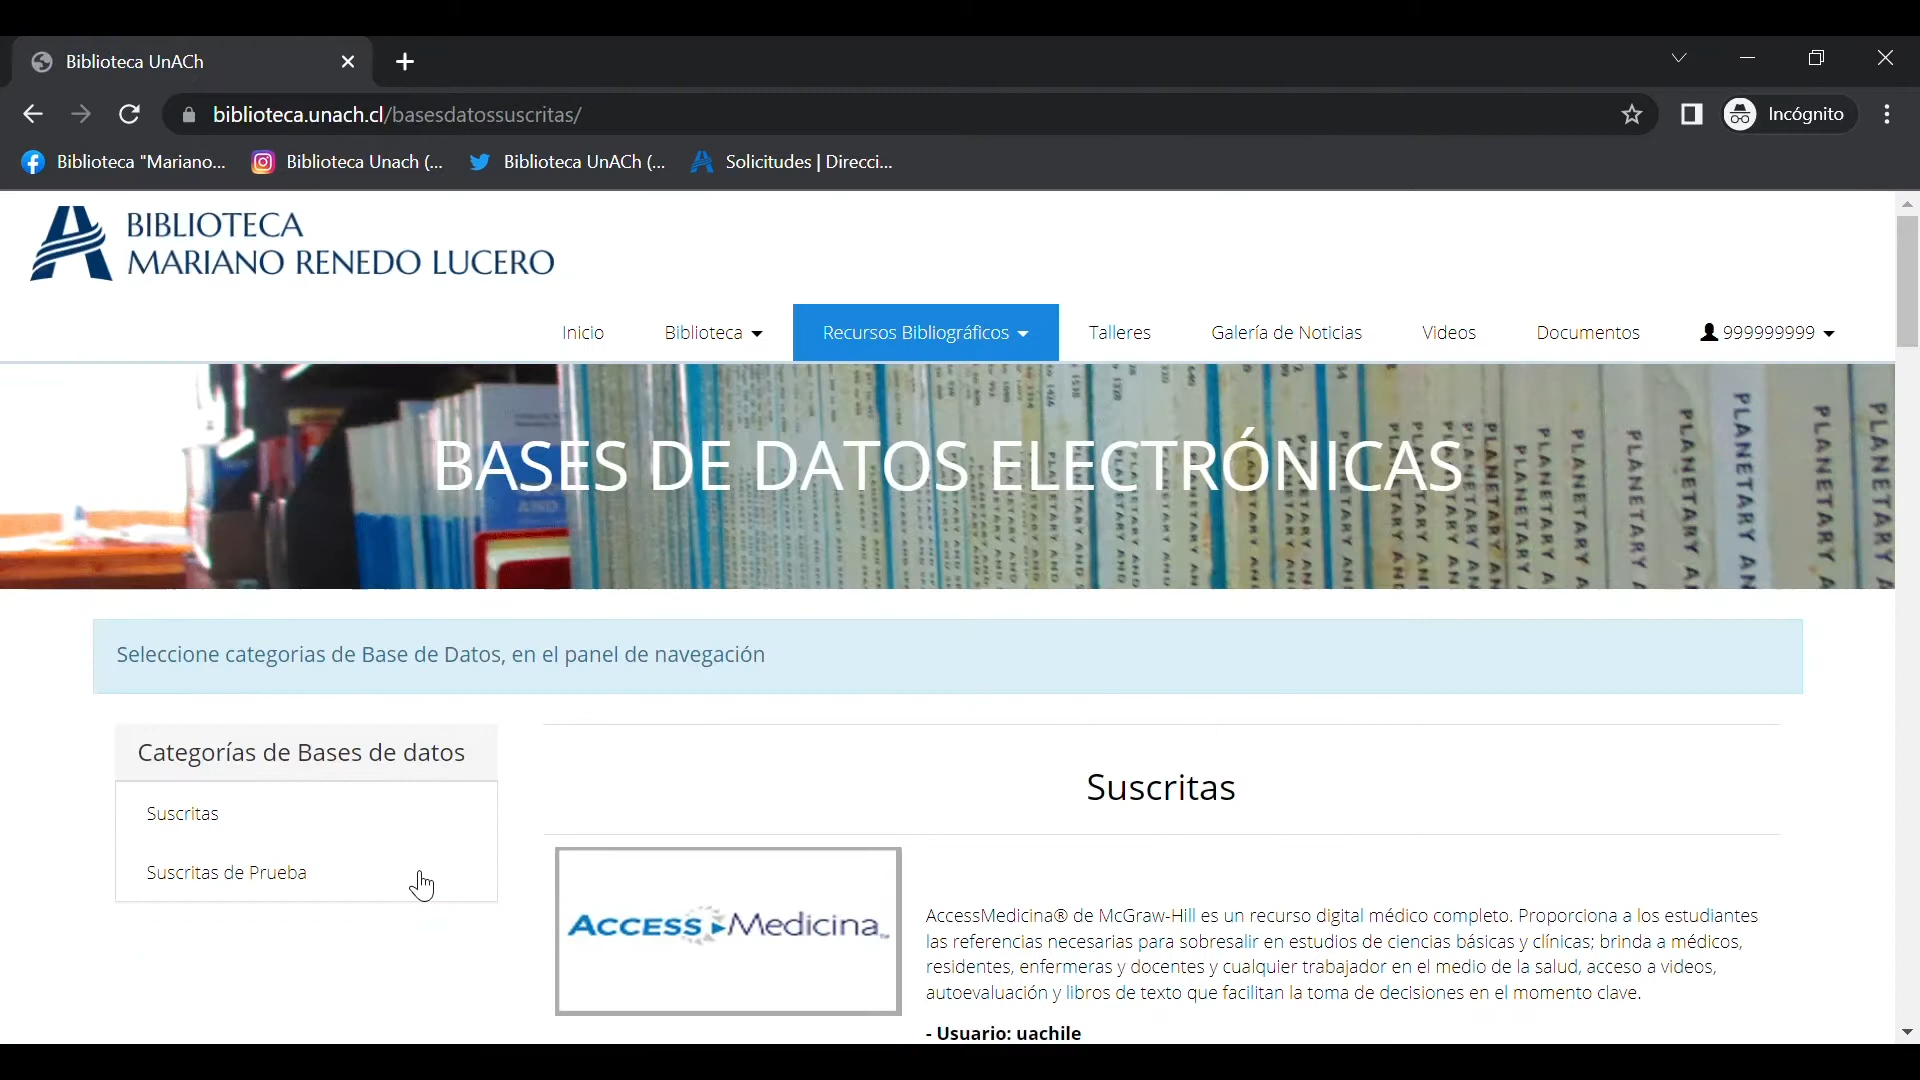 Biblioteca UnACh
biblioteca.unach.cl/basesdatossuscritas/
Incógnito
Biblioteca "Mariano...
Biblioteca Unach (...
Biblioteca UnACh (...
Solicitudes | Direcci...
BIBLIOTECA
MARIANO RENEDO LUCERO
Inicio
Biblioteca
Recursos Bibliográficos
Talleres
Galería de Noticias
Videos
Documentos
999999999
BASES DE DATOS ELECTRÓNICAS
Seleccione categorias de Base de Datos, en el panel de navegación
Categorías de Bases de datos
Suscritas
Suscritas de Prueba
Suscritas
ACCESS Medicina
AccessMedicina® de McGraw-Hill es un recurso digital médico completo. Proporciona a los estudiantes
las referencias necesarias para sobresalir en estudios de ciencias básicas y clínicas; brinda a médicos,
residentes, enfermeras y docentes y cualquier trabajador en el medio de la salud, acceso a videos,
autoevaluación y libros de texto que facilitan la toma de decisiones en el momento clave.
- Usuario: uachile